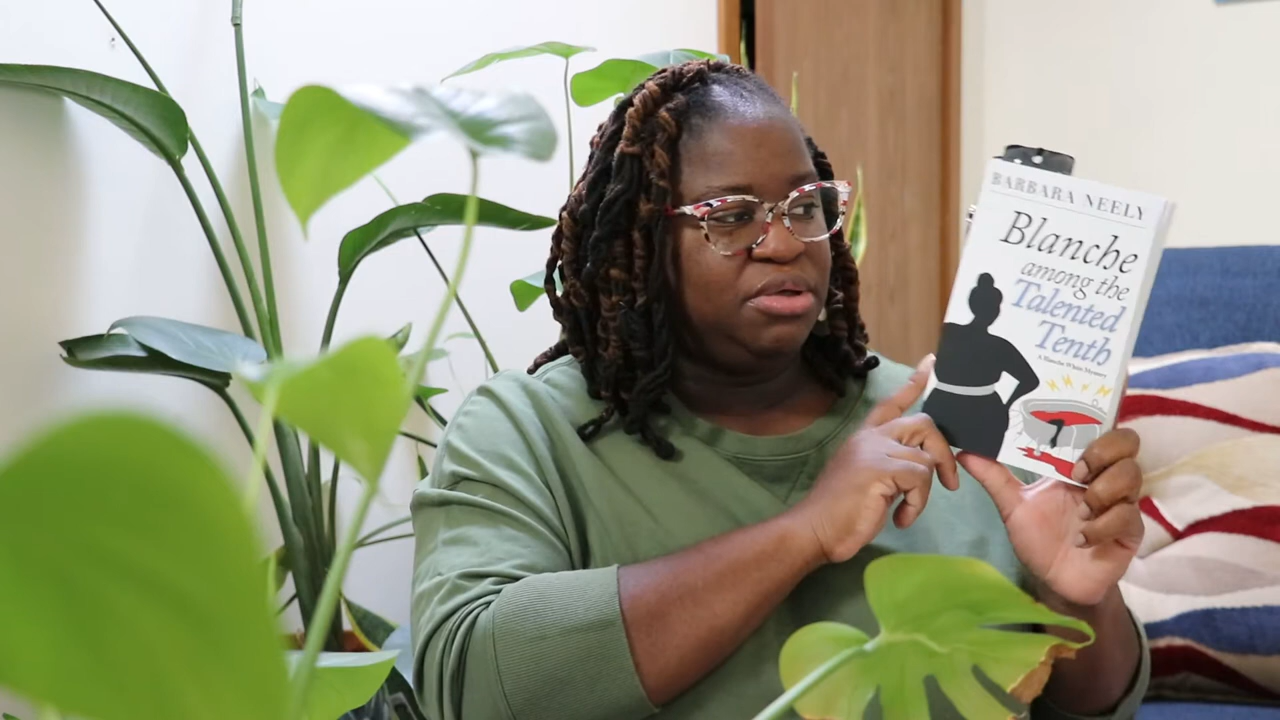 BARBARA NEELY
Blanche
among the
Talented
Tenth
A Blanche White Mystery